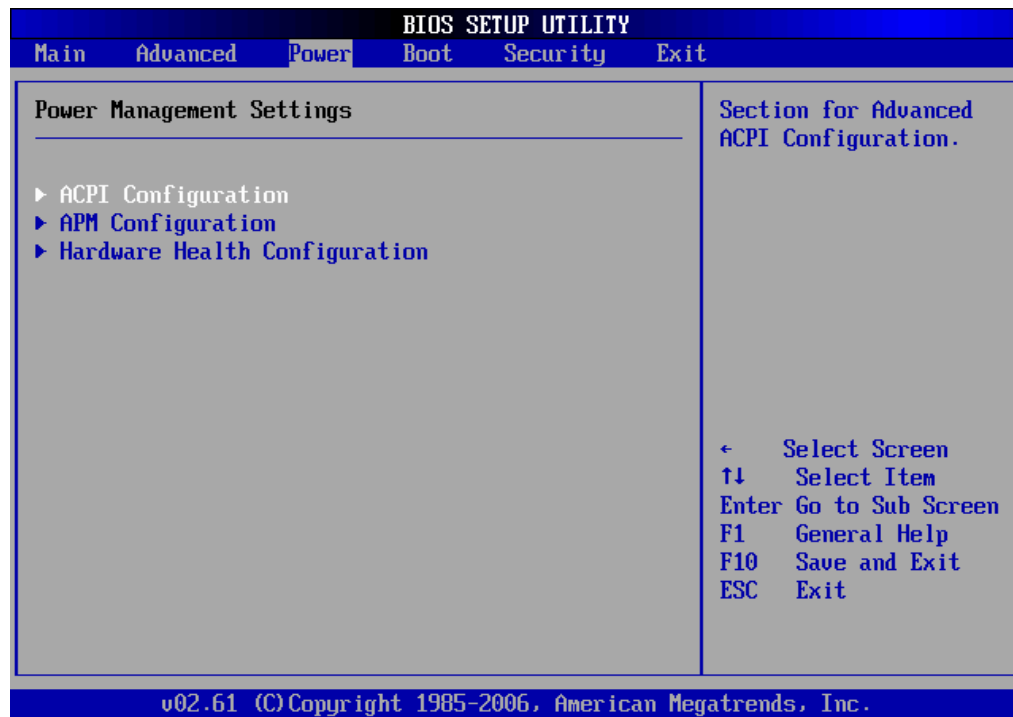 BIOS SETUP UTILITY
Main Advanced Power Boot Security Exit
Power Management Settings
▶ ACPI Configuration
▶ APM Configuration
▶ Hardware Health Configuration
Section for Advanced
ACPI Configuration.
← Select Screen
↑↓ Select Item
Enter Go to Sub Screen
F1 General Help
F10 Save and Exit
ESC Exit
v02.61 (C)Copyright 1985-2006, American Megatrends, Inc.